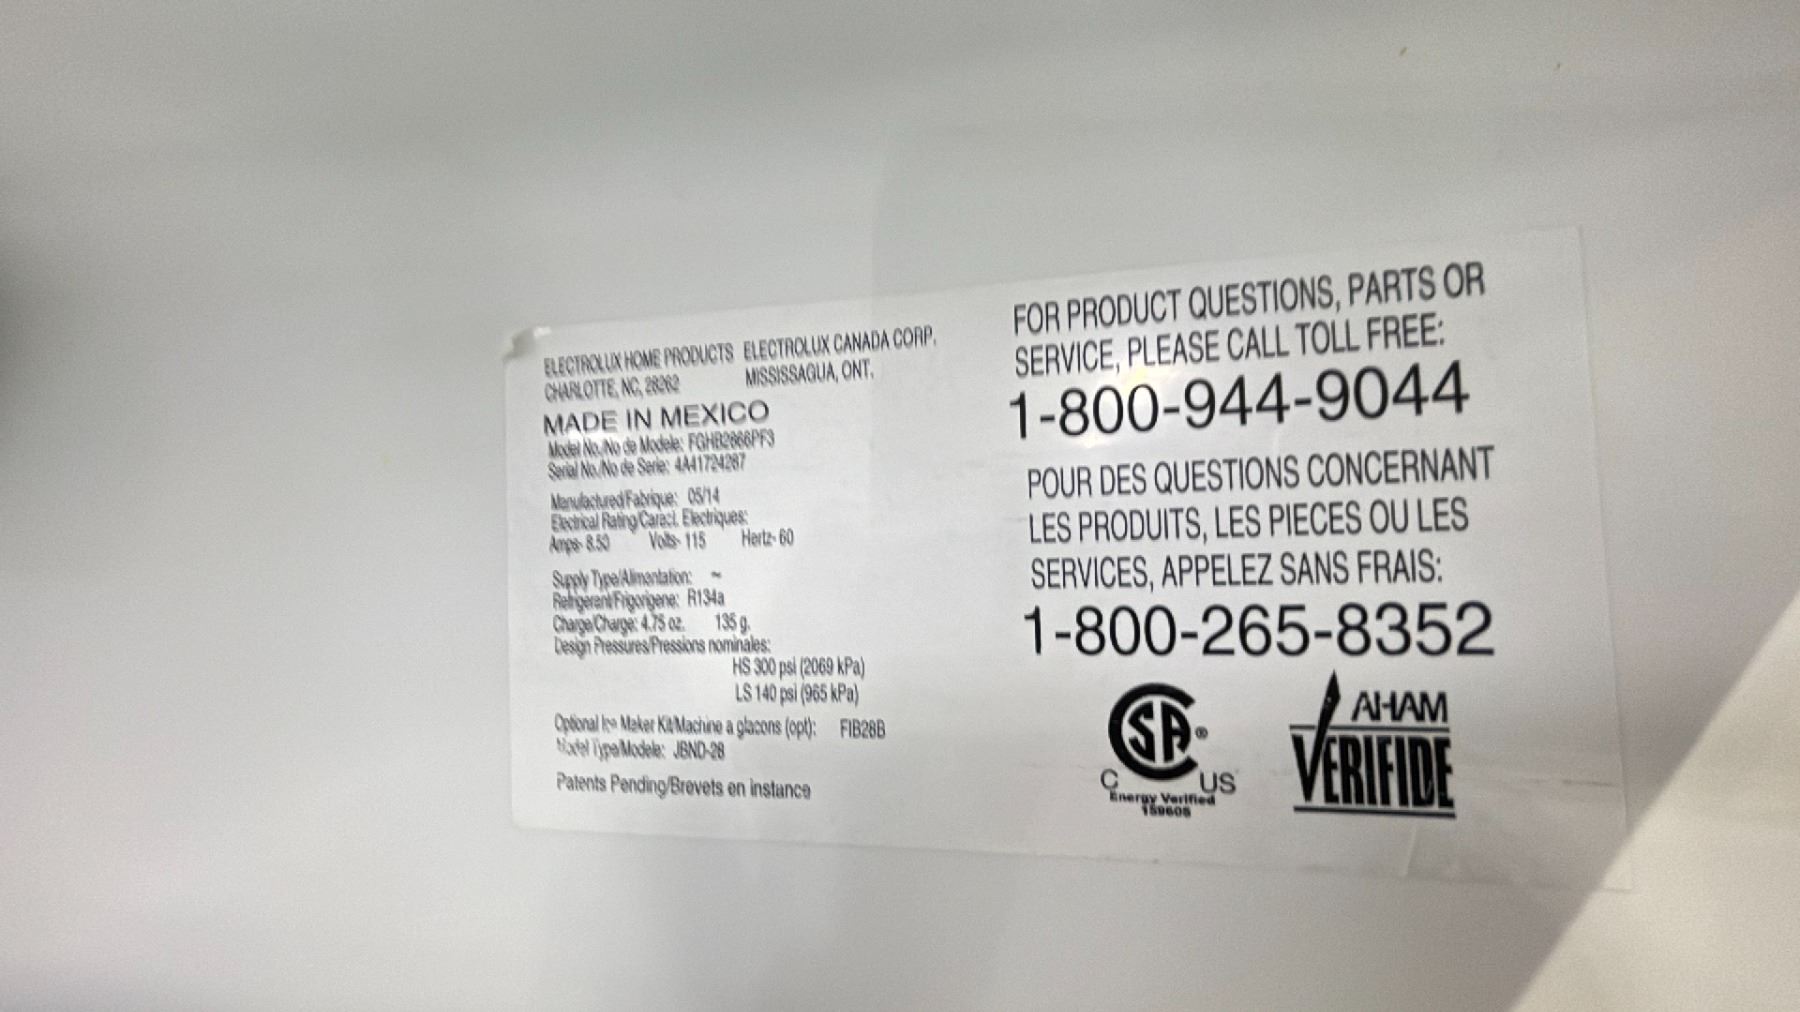 ELECTROLUX HOME PRODUCTS ELECTROLUX CANADA CORP.
CHARLOTTE, NC, 28262 MISSISSAGUA, ONT.
MADE IN MEXICO
Model No./No de Modele: FGHB2866PF3
Serial No./No de Serie: 4A41724287
Manufactured/Fabrique: 05/14
Electrical Rating/Caract. Electriques:
Amps- 8.50 Volts- 115 Hertz- 60
Supply Type/Alimentation: ~
Refrigerant/Frigorigene: R134a
Charge/Charge: 4.75 oz. 135 g.
Design Pressures/Pressions nominales:
HS 300 psi (2069 kPa)
LS 140 psi (965 kPa)
Optional Ice Maker Kit/Machine a glacons (opt): FIB28B
Model Type/Modele: JBND-28
Patents Pending/Brevets en instance
FOR PRODUCT QUESTIONS, PARTS OR
SERVICE, PLEASE CALL TOLL FREE:
1-800-944-9044
POUR DES QUESTIONS CONCERNANT
LES PRODUITS, LES PIECES OU LES
SERVICES, APPELEZ SANS FRAIS:
1-800-265-8352
SA ®
C US
Energy Verified
159605
AHAM
VERIFIDE